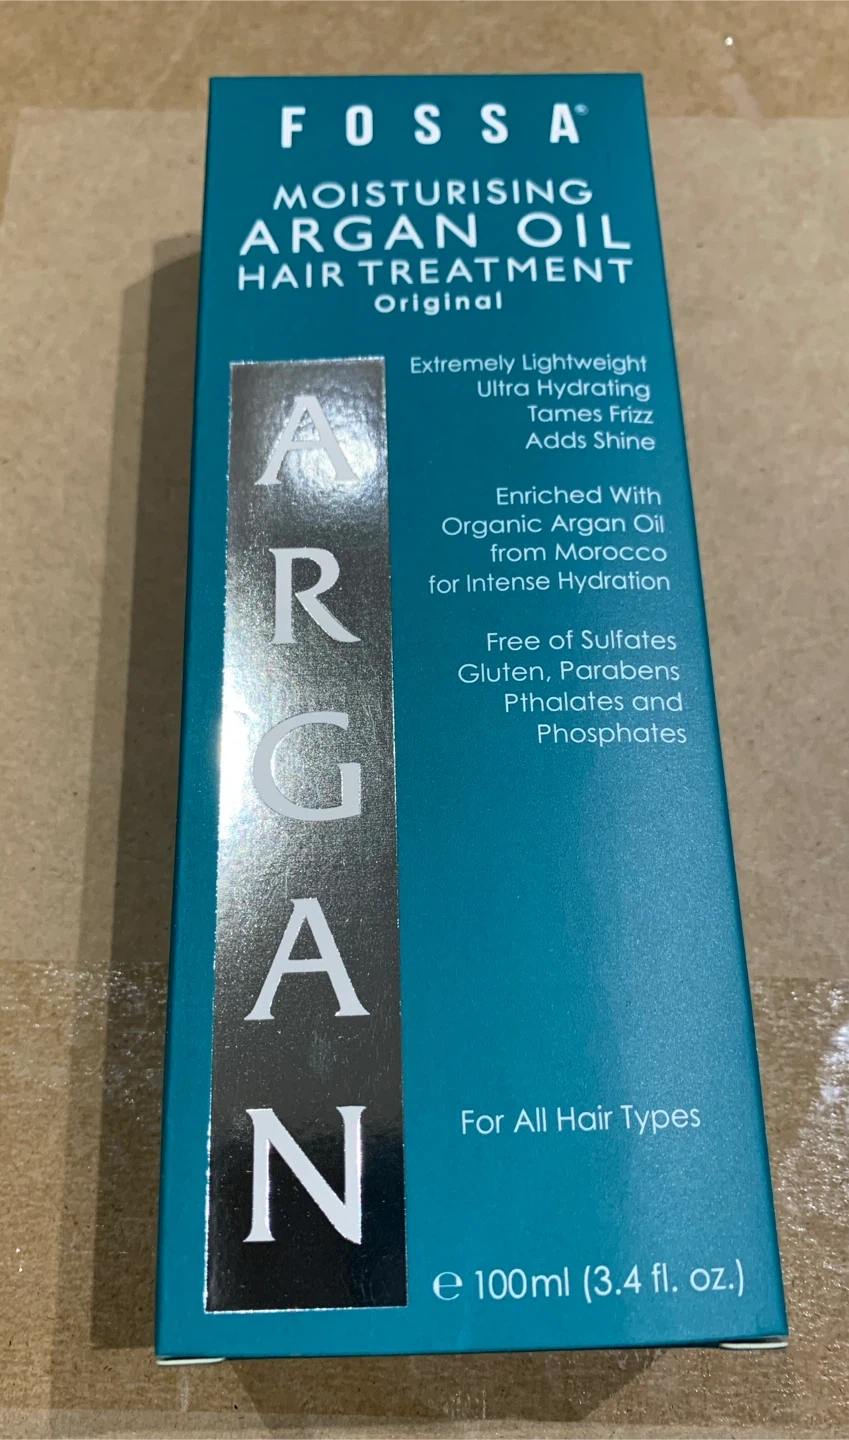 FOSSA®
MOISTURISING
ARGAN OIL
HAIR TREATMENT
Original
ARGAN
Extremely Lightweight
Ultra Hydrating
Tames Frizz
Adds Shine
Enriched With
Organic Argan Oil
from Morocco
for Intense Hydration
Free of Sulfates
Gluten, Parabens
Pthalates and
Phosphates
For All Hair Types
℮ 100ml (3.4 fl. oz.)